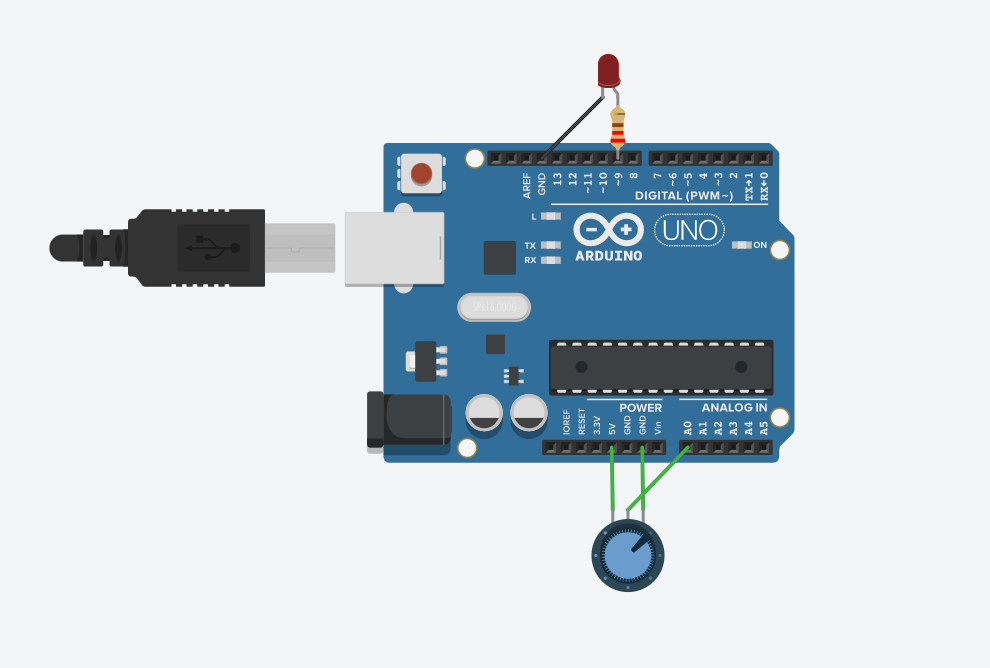 AREF
GND
13
12
~11
~10
~9
8
7
~6
~5
4
~3
2
TX→1
RX←0
DIGITAL (PWM~)
L
TX
RX
ARDUINO
UNO
ON
POWER
ANALOG IN
IOREF
RESET
3.3V
5V
GND
GND
Vin
A0
A1
A2
A3
A4
A5